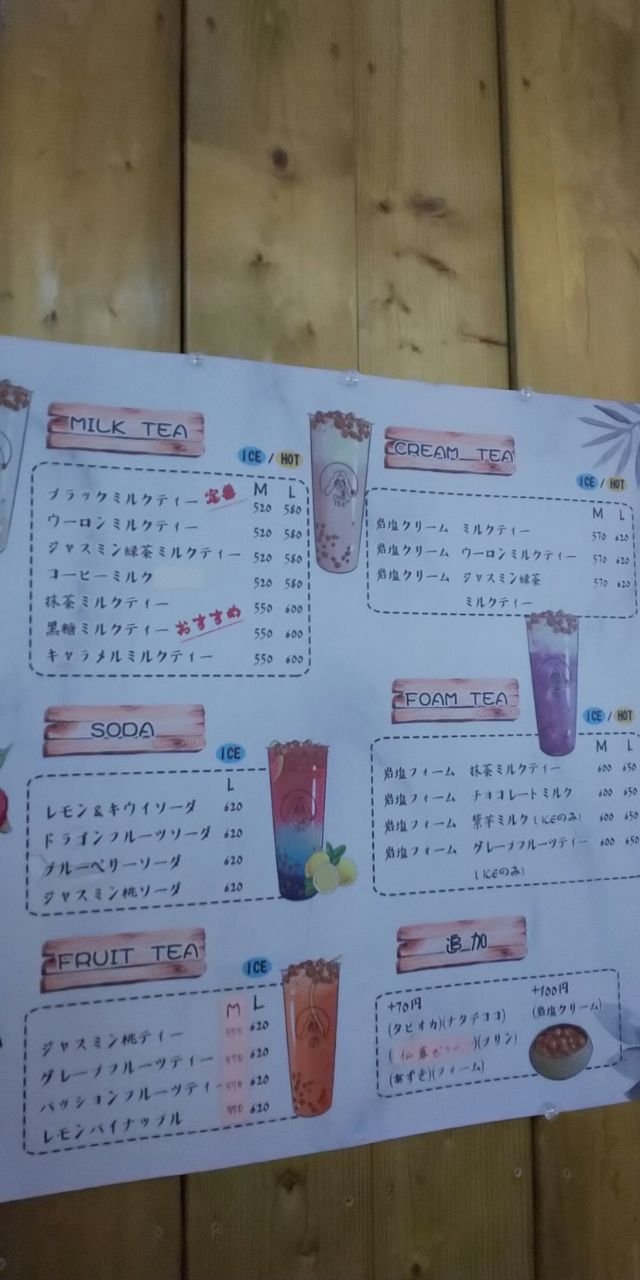 MILK TEA
ICE / HOT
M L
ブラックミルクティー 定番 520 580
ウーロンミルクティー 520 580
ジャスミン緑茶ミルクティー 520 580
コーヒーミルク 520 580
抹茶ミルクティー 550 600
黒糖ミルクティー おすすめ 550 600
キャラメルミルクティー 550 600
CREAM TEA
ICE / HOT
M L
岩塩クリーム ミルクティー 570 620
岩塩クリーム ウーロンミルクティー 570 620
岩塩クリーム ジャスミン緑茶 570 620
ミルクティー
SODA
ICE
L
レモン&キウイソーダ 620
ドラゴンフルーツソーダ 620
ブルーベリーソーダ 620
ジャスミン桃ソーダ 620
FOAM TEA
ICE / HOT
M L
岩塩フォーム 抹茶ミルクティー 600 650
岩塩フォーム チョコレートミルク 600 650
岩塩フォーム 紫芋ミルク(ICEのみ) 600 650
岩塩フォーム グレープフルーツティー 600 650
(ICEのみ)
FRUIT TEA
ICE
M L
ジャスミン桃ティー 570 620
グレープフルーツティー 570 620
パッションフルーツティー 570 620
レモンパイナップル 570 620
追加
+70円
(タピオカ)(ナタデココ)
(仙草ゼリー)(プリン)
(あずき)(フォーム)
+100円
(岩塩クリーム)